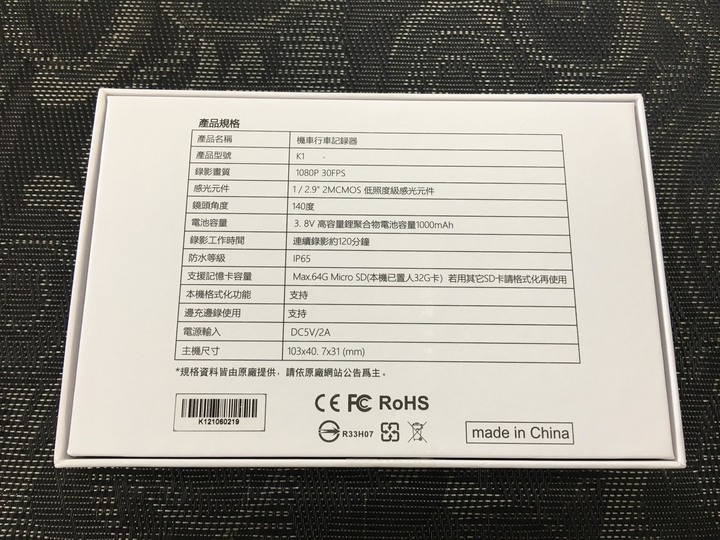 產品規格
產品名稱 機車行車記録器
產品型號 K1
錄影畫質 1080P 30FPS
感光元件 1 / 2.9" 2MCMOS 低照度級感光元件
鏡頭角度 140度
電池容量 3. 8V 高容量鋰聚合物電池容量1000mAh
錄影工作時間 連續錄影約120分鐘
防水等級 IP65
支援記憶卡容量 Max.64G Micro SD(本機已置入32G卡) 若用其它SD卡請格式化再使用
本機格式化功能 支持
邊充邊錄使用 支持
電源輸入 DC5V/2A
主機尺寸 103x40. 7x31 (mm)
*規格資料皆由原廠提供，請依原廠網站公告爲主。
K121060219
CE FC RoHS
R33H07
made in China